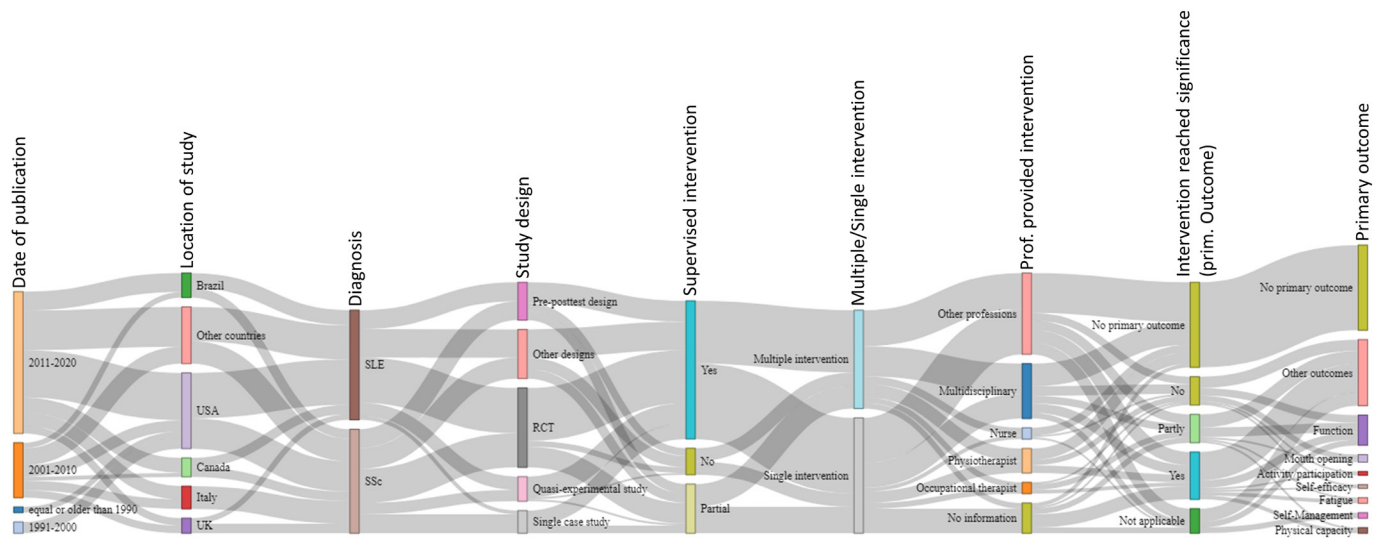 Date of publication
2011-2020
2001-2010
equal or older than 1990
1991-2000
Location of study
Brazil
Other countries
USA
Canada
Italy
UK
Diagnosis
SLE
SSc
Study design
Pre-posttest design
Other designs
RCT
Quasi-experimental study
Single case study
Supervised intervention
Yes
No
Partial
Multiple/Single intervention
Multiple intervention
Single intervention
Prof. provided intervention
Other professions
Multidisciplinary
Nurse
Physiotherapist
Occupational therapist
No information
Intervention reached significance
(prim. Outcome)
No primary outcome
No
Partly
Yes
Not applicable
Primary outcome
No primary outcome
Other outcomes
Function
Mouth opening
Activity participation
Self-efficacy
Fatigue
Self-Management
Physical capacity